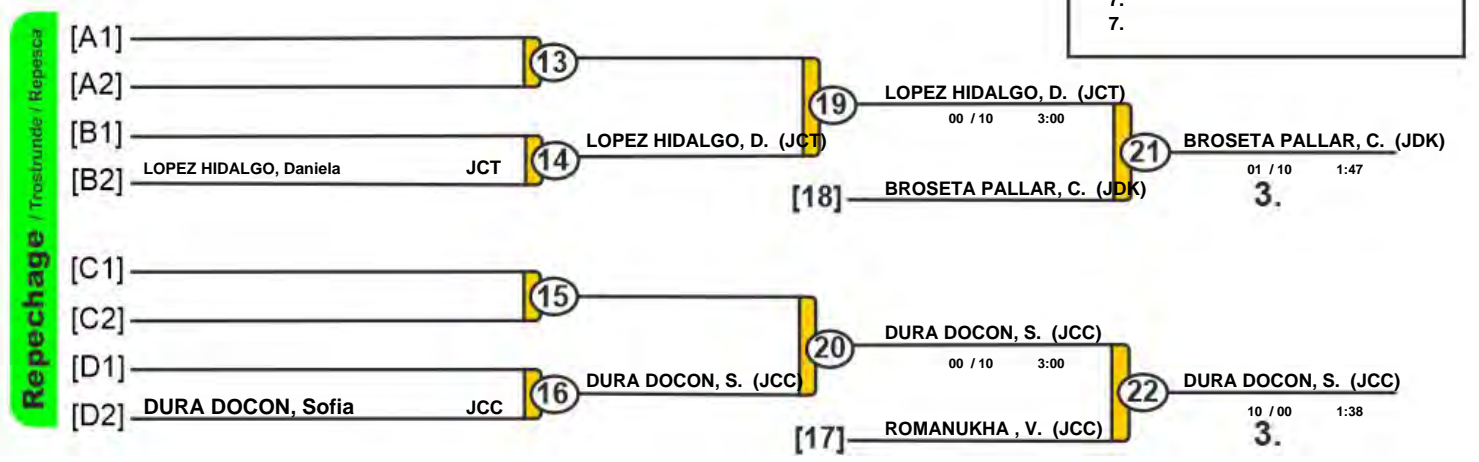 7.
7.
Repechage / Trostrunde / Repesca
[A1]
13
[A2]
19
LOPEZ HIDALGO, D. (JCT)
00 / 10 3:00
[B1]
LOPEZ HIDALGO, Daniela JCT
14
LOPEZ HIDALGO, D. (JCT)
[B2]
21
BROSETA PALLAR, C. (JDK)
01 / 10 1:47
3.
[18]
BROSETA PALLAR, C. (JDK)
[C1]
15
[C2]
20
DURA DOCON, S. (JCC)
00 / 10 3:00
[D1]
16
DURA DOCON, S. (JCC)
[D2]
DURA DOCON, Sofia JCC
22
DURA DOCON, S. (JCC)
10 / 00 1:38
3.
[17]
ROMANUKHA , V. (JCC)